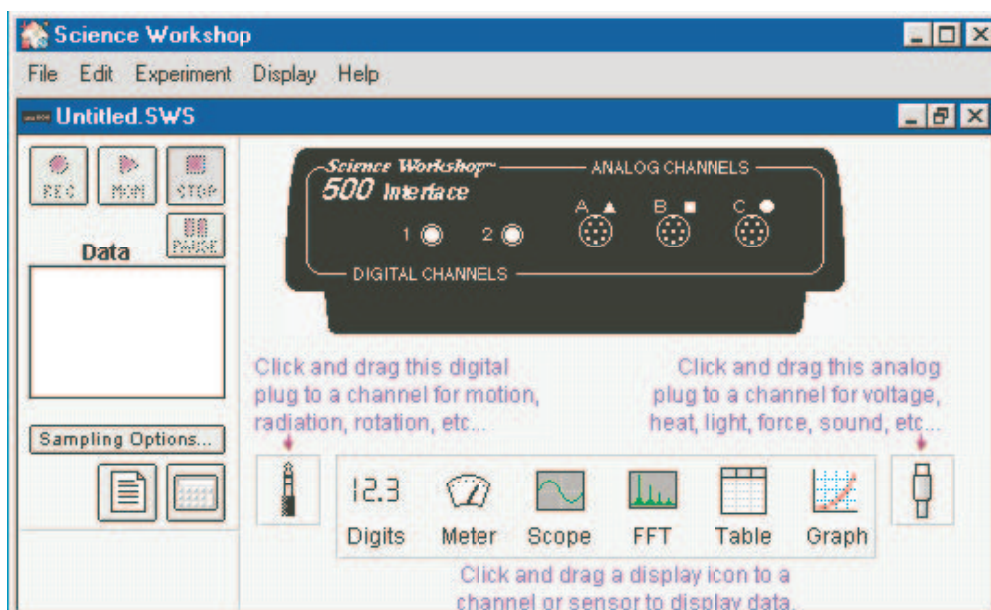 Science Workshop
File Edit Experiment Display Help
Untitled.SWS
REC MON STOP
PAUSE
Data
Sampling Options...
Science Workshop™
500 Interface
ANALOG CHANNELS
A B C
1 2
DIGITAL CHANNELS
Click and drag this digital
plug to a channel for motion,
radiation, rotation, etc...
Click and drag this analog
plug to a channel for voltage,
heat, light, force, sound, etc...
12.3
Digits Meter Scope FFT Table Graph
Click and drag a display icon to a
channel or sensor to display data.